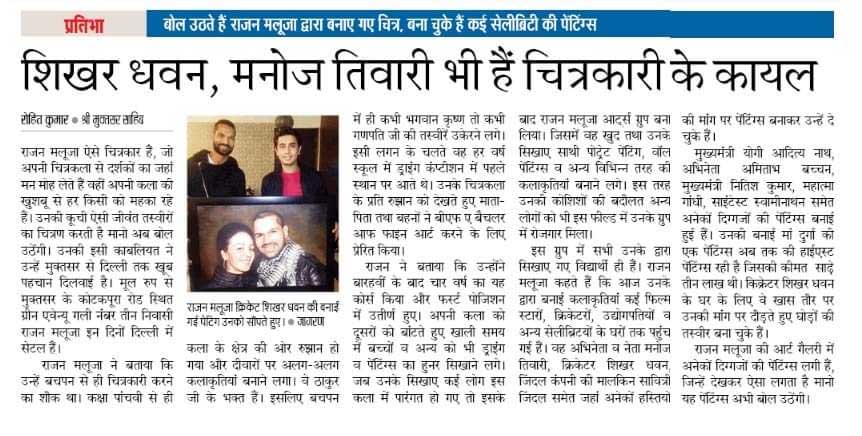 प्रतिभा
बोल उठते हैं राजन मलूजा द्वारा बनाए गए चित्र, बना चुके हैं कई सेलीब्रिटी की पेंटिंग्स
शिखर धवन, मनोज तिवारी भी हैं चित्रकारी के कायल
रोहित कुमार ● श्री मुक्तसर साहिब
राजन मलूजा ऐसे चित्रकार है, जो
अपनी चित्रकला से दर्शकों का जहां
मन मोह लेते हैं वहीं अपनी कला की
खुशबू से हर किसी को महका रहे
है। उनकी कूची ऐसी जीवंत तस्वीरों
का चित्रण करती है मानो अब बोल
उठेंगी। उनकी इसी काबलियत ने
उन्हें मुक्तसर से दिल्ली तक खूब
पहचान दिलवाई है। मूल रुप से
मुक्तसर के कोटकपूरा रोड स्थित
ग्रीन एवेन्यू गली नंबर तीन निवासी
राजन मलूजा इन दिनों दिल्ली में
सेटल हैं।
राजन मलूजा ने बताया कि
उन्हें बचपन से ही चित्रकारी करने
का शौक था। कक्षा पांचवी से ही
राजन मलूजा क्रिकेट शिखर धवन की बनाई
गई पेंटिग उनको सौंपते हुए। ● जागरण
कला के क्षेत्र की ओर रुझान हो
गया और दीवारों पर अलग-अलग
कलाकृतियां बनाने लगा। वे ठाकुर
जी के भक्त हैं। इसलिए बचपन
में ही कभी भगवान कृष्ण तो कभी
गणपति जी की तस्वीरें उकेरने लगे।
इसी लगन के चलते वह हर वर्ष
स्कूल में ड्राइंग कंप्टीशन में पहले
स्थान पर आते थे। उनके चित्रकला
के प्रति रुझान को देखते हुए माता-
पिता तथा बहनों ने बीएफ ए बैचलर
आफ फाइन आर्ट करने के लिए
प्रेरित किया।
राजन ने बताया कि उन्होंने
बारहवीं के बाद चार वर्ष का यह
कोर्स किया और फर्स्ट पोजिशन
में उतीर्ण हुए। अपनी कला को
दूसरों को बांटते हुए खाली समय
में बच्चों व अन्य को भी ड्राइंग
व पेंटिंग्स का हुनर सिखाने लगे।
जब उनके सिखाए कई लोग इस
कला में पारंगत हो गए तो इसके
बाद राजन मलूजा आर्ट्स ग्रुप बना
लिया। जिसमें वह खुद तथा उनके
सिखाए साथी पोट्रेट पेंटिंग, वॉल
पेंटिंग्स व अन्य विभिन्न तरह की
कलाकृतियां बनाने लगे। इस तरह
उनकी कोशिशों की बदौलत अन्य
लोगों को भी इस फील्ड में उनके ग्रुप
में रोजगार मिला।
इस ग्रुप में सभी उनके द्वारा
सिखाए गए विद्यार्थी ही हैं। राजन
मलूजा कहते हैं कि आज उनके
द्वारा बनाई कलाकृतियां कई फिल्म
स्टारों, क्रिकेटरों, उद्योगपतियों व
अन्य सेलीब्रिटियों के घरों तक पहुंच
गई हैं। वह अभिनेता व नेता मनोज
तिवारी, क्रिकेटर शिखर धवन,
जिंदल कंपनी की मालकिन सावित्री
जिंदल समेत जहां अनेकों हस्तियों
की मांग पर पेंटिंग्स बनाकर उन्हें दे
चुके हैं।
मुख्यमंत्री योगी आदित्य नाथ,
अभिनेता अमिताभ बच्चन,
मुख्यमंत्री नितिश कुमार, महात्मा
गांधी, साइंटेस्ट स्वामीनाथन समेत
अनेकों दिग्गजों की पेंटिंग्स बनाई
हुई हैं। उनकी बनाई मां दुर्गा की
एक पेंटिंग्स अब तक की हाईएस्ट
पेंटिंग्स रही है जिसकी कीमत साढ़े
तीन लाख थी। किक्रेटर शिखर धवन
के घर के लिए वे खास तौर पर
उनकी मांग पर दौड़ते हुए घोड़ों की
तस्वीर बना चुके हैं।
राजन मलूजा की आर्ट गैलरी में
अनेकों दिग्गजों की पेंटिंग्स लगी हैं,
जिन्हें देखकर ऐसा लगता है मानो
यह पेंटिंग्स अभी बोल उठेंगी।